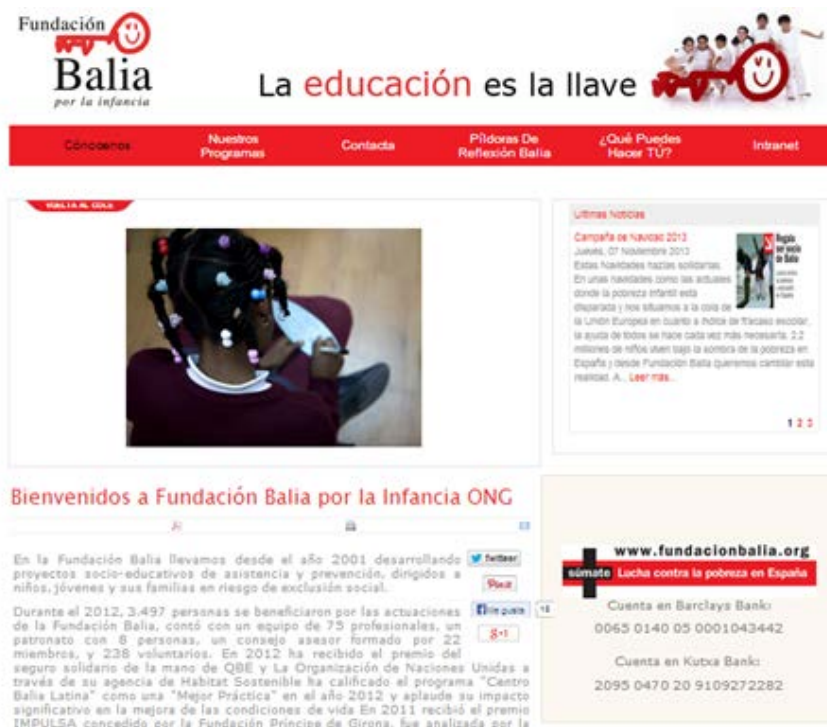 Fundación
Balia
por la infancia
La educación es la llave
Conócenos
Nuestros
Programas
Contacta
Píldoras De
Reflexión Balia
¿Qué Puedes
Hacer TÚ?
Intranet
VUELTA AL COLE
Ultimas Noticias
Campaña de Navidad 2013
Jueves, 07 Noviembre 2013
Estas Navidades hazlas solidarias.
En unas navidades como las actuales
donde la pobreza infantil está
disparada y nos situamos a la cola de
la Unión Europea en cuanto a índice de fracaso escolar,
la ayuda de todos se hace cada vez más necesaria. 2,2
millones de niños viven bajo la sombra de la pobreza en
España y desde Fundación Balia queremos cambiar esta
realidad. A... Leer más...
Regala
ser socio
de Balia
1 2 3
Bienvenidos a Fundación Balia por la Infancia ONG
En la Fundación Balia llevamos desde el año 2001 desarrollando
proyectos socio-educativos de asistencia y prevención, dirigidos a
niños, jóvenes y sus familias en riesgo de exclusión social.
Twittear
Pin it
Me gusta
g+1
Durante el 2012, 3.497 personas se beneficiaron por las actuaciones
de la Fundación Balia, contó con un equipo de 75 profesionales, un
patronato con 8 personas, un consejo asesor formado por 22
miembros, y 238 voluntarios. En 2012 ha recibido el premio del
seguro solidario de la mano de QBE y La Organización de Naciones Unidas a
través de su agencia de Habitat Sostenible ha calificado el programa "Centro
Balia Latina" como una "Mejor Práctica" en el año 2012 y aplaude su impacto
significativo en la mejora de las condiciones de vida En 2011 recibió el premio
IMPULSA concedido por la Fundación Príncipe de Girona, fue analizada por la
www.fundacionbalia.org
súmate Lucha contra la pobreza en España
Cuenta en Barclays Bank:
0065 0140 05 0001043442
Cuenta en Kutxa Bank:
2095 0470 20 9109272282